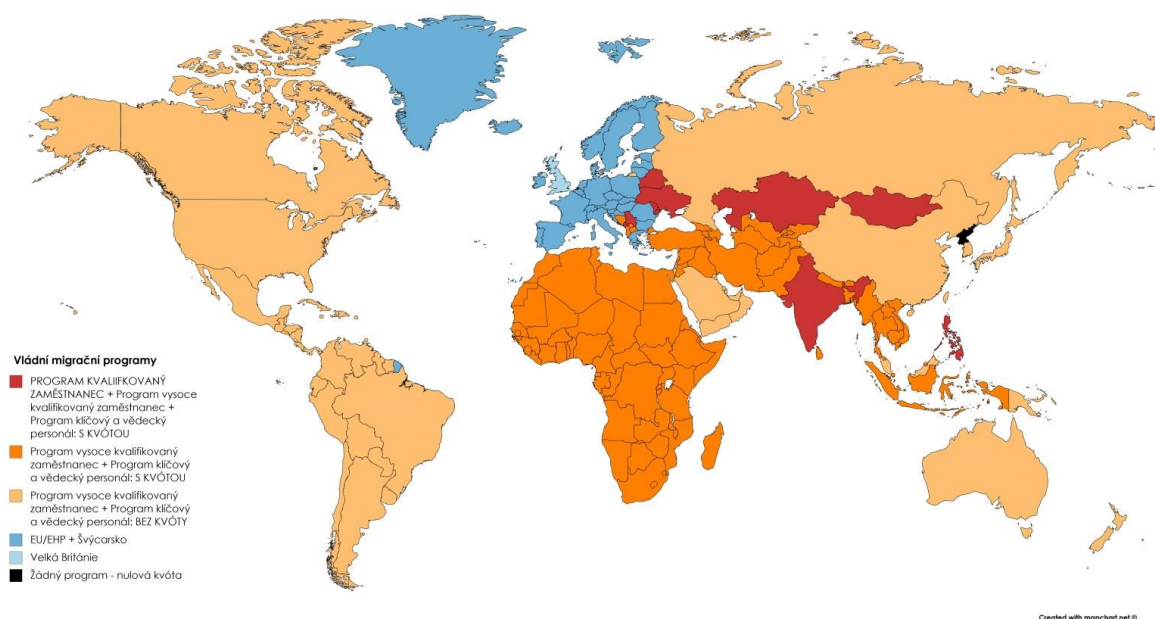 Vládní migrační programy
PROGRAM KVALIIFKOVANÝ
ZAMĚSTNANEC + Program vysoce
kvalifikovaný zaměstnanec +
Program klíčový a vědecký
personál: S KVÓTOU
Program vysoce kvalifikovaný
zaměstnanec + Program klíčový
a vědecký personál: S KVÓTOU
Program vysoce kvalifikovaný
zaměstnanec + Program klíčový
a vědecký personál: BEZ KVÓTY
EU/EHP + Švýcarsko
Velká Británie
Žádný program - nulová kvóta
Created with mapchart.net ©